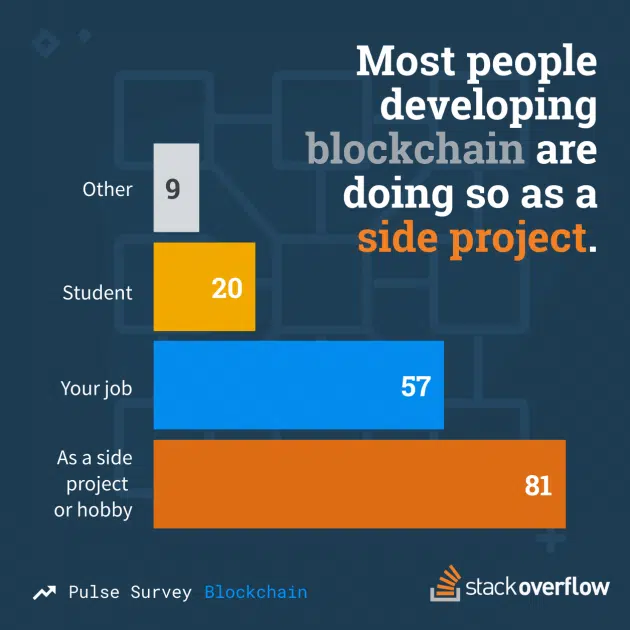 Most people
developing
blockchain are
doing so as a
side project.
Other 9
Student 20
Your job 57
As a side
project
or hobby
81
Pulse Survey Blockchain
stackoverflow